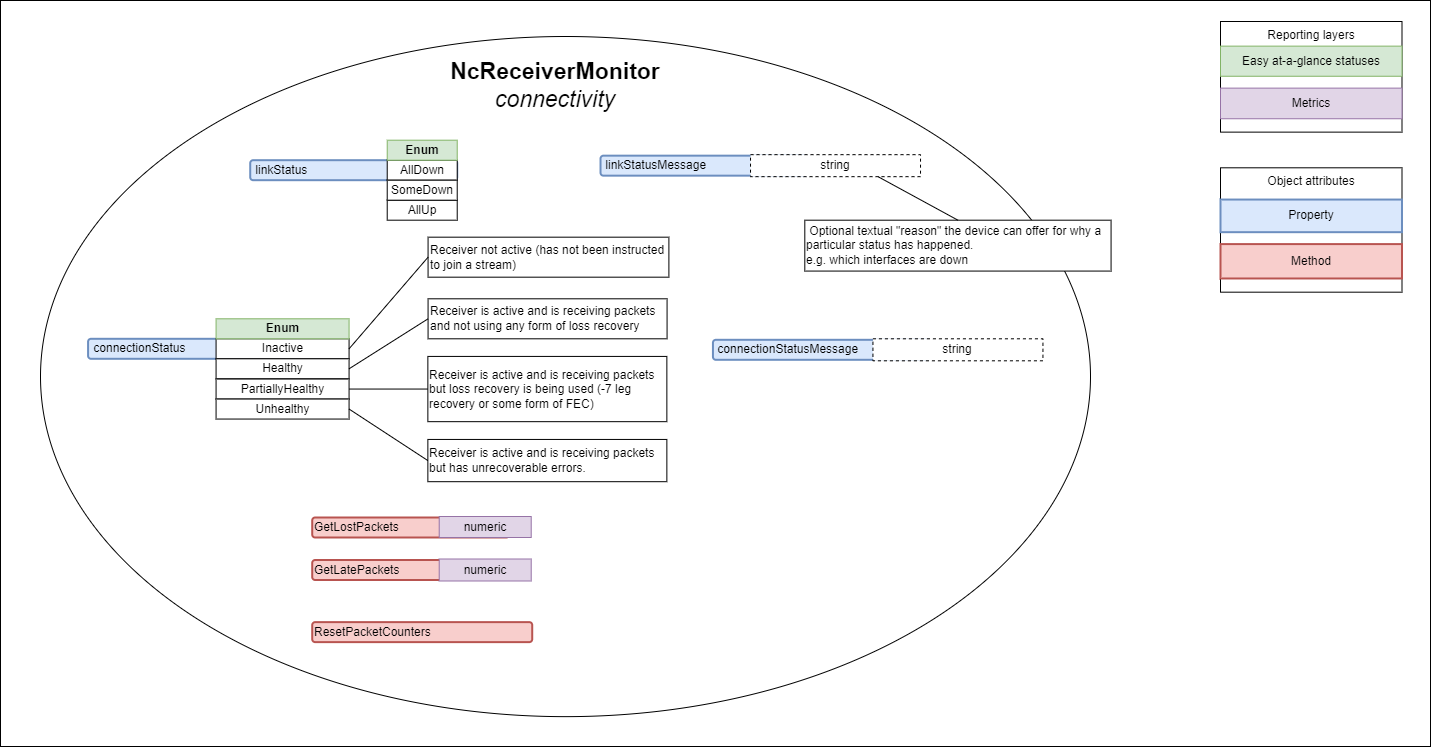 NcReceiverMonitor
connectivity
Reporting layers
Easy at-a-glance statuses
Metrics
Object attributes
Property
Method
linkStatus
Enum
AllDown
SomeDown
AllUp
linkStatusMessage
string
Optional textual "reason" the device can offer for why a
particular status has happened.
e.g. which interfaces are down
connectionStatus
Enum
Inactive
Healthy
PartiallyHealthy
Unhealthy
Receiver not active (has not been instructed
to join a stream)
Receiver is active and is receiving packets
and not using any form of loss recovery
Receiver is active and is receiving packets
but loss recovery is being used (-7 leg
recovery or some form of FEC)
Receiver is active and is receiving packets
but has unrecoverable errors.
connectionStatusMessage
string
GetLostPackets
numeric
GetLatePackets
numeric
ResetPacketCounters